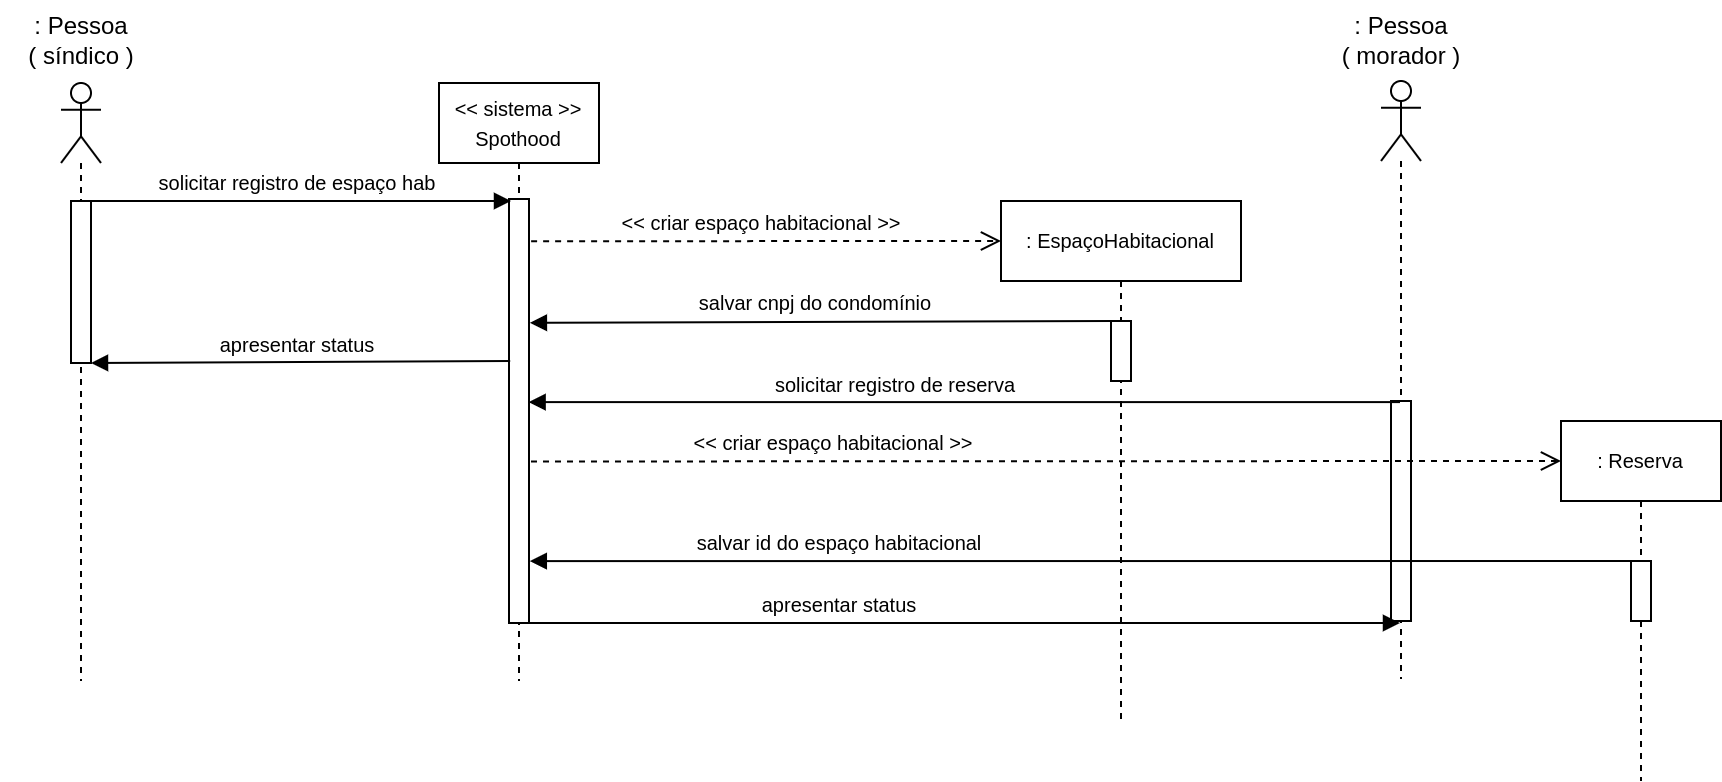 : Pessoa
( síndico )
: Pessoa
( morador )
<< sistema >>
Spothood
solicitar registro de espaço hab
<< criar espaço habitacional >>
: EspaçoHabitacional
salvar cnpj do condomínio
apresentar status
solicitar registro de reserva
<< criar espaço habitacional >>
: Reserva
salvar id do espaço habitacional
apresentar status